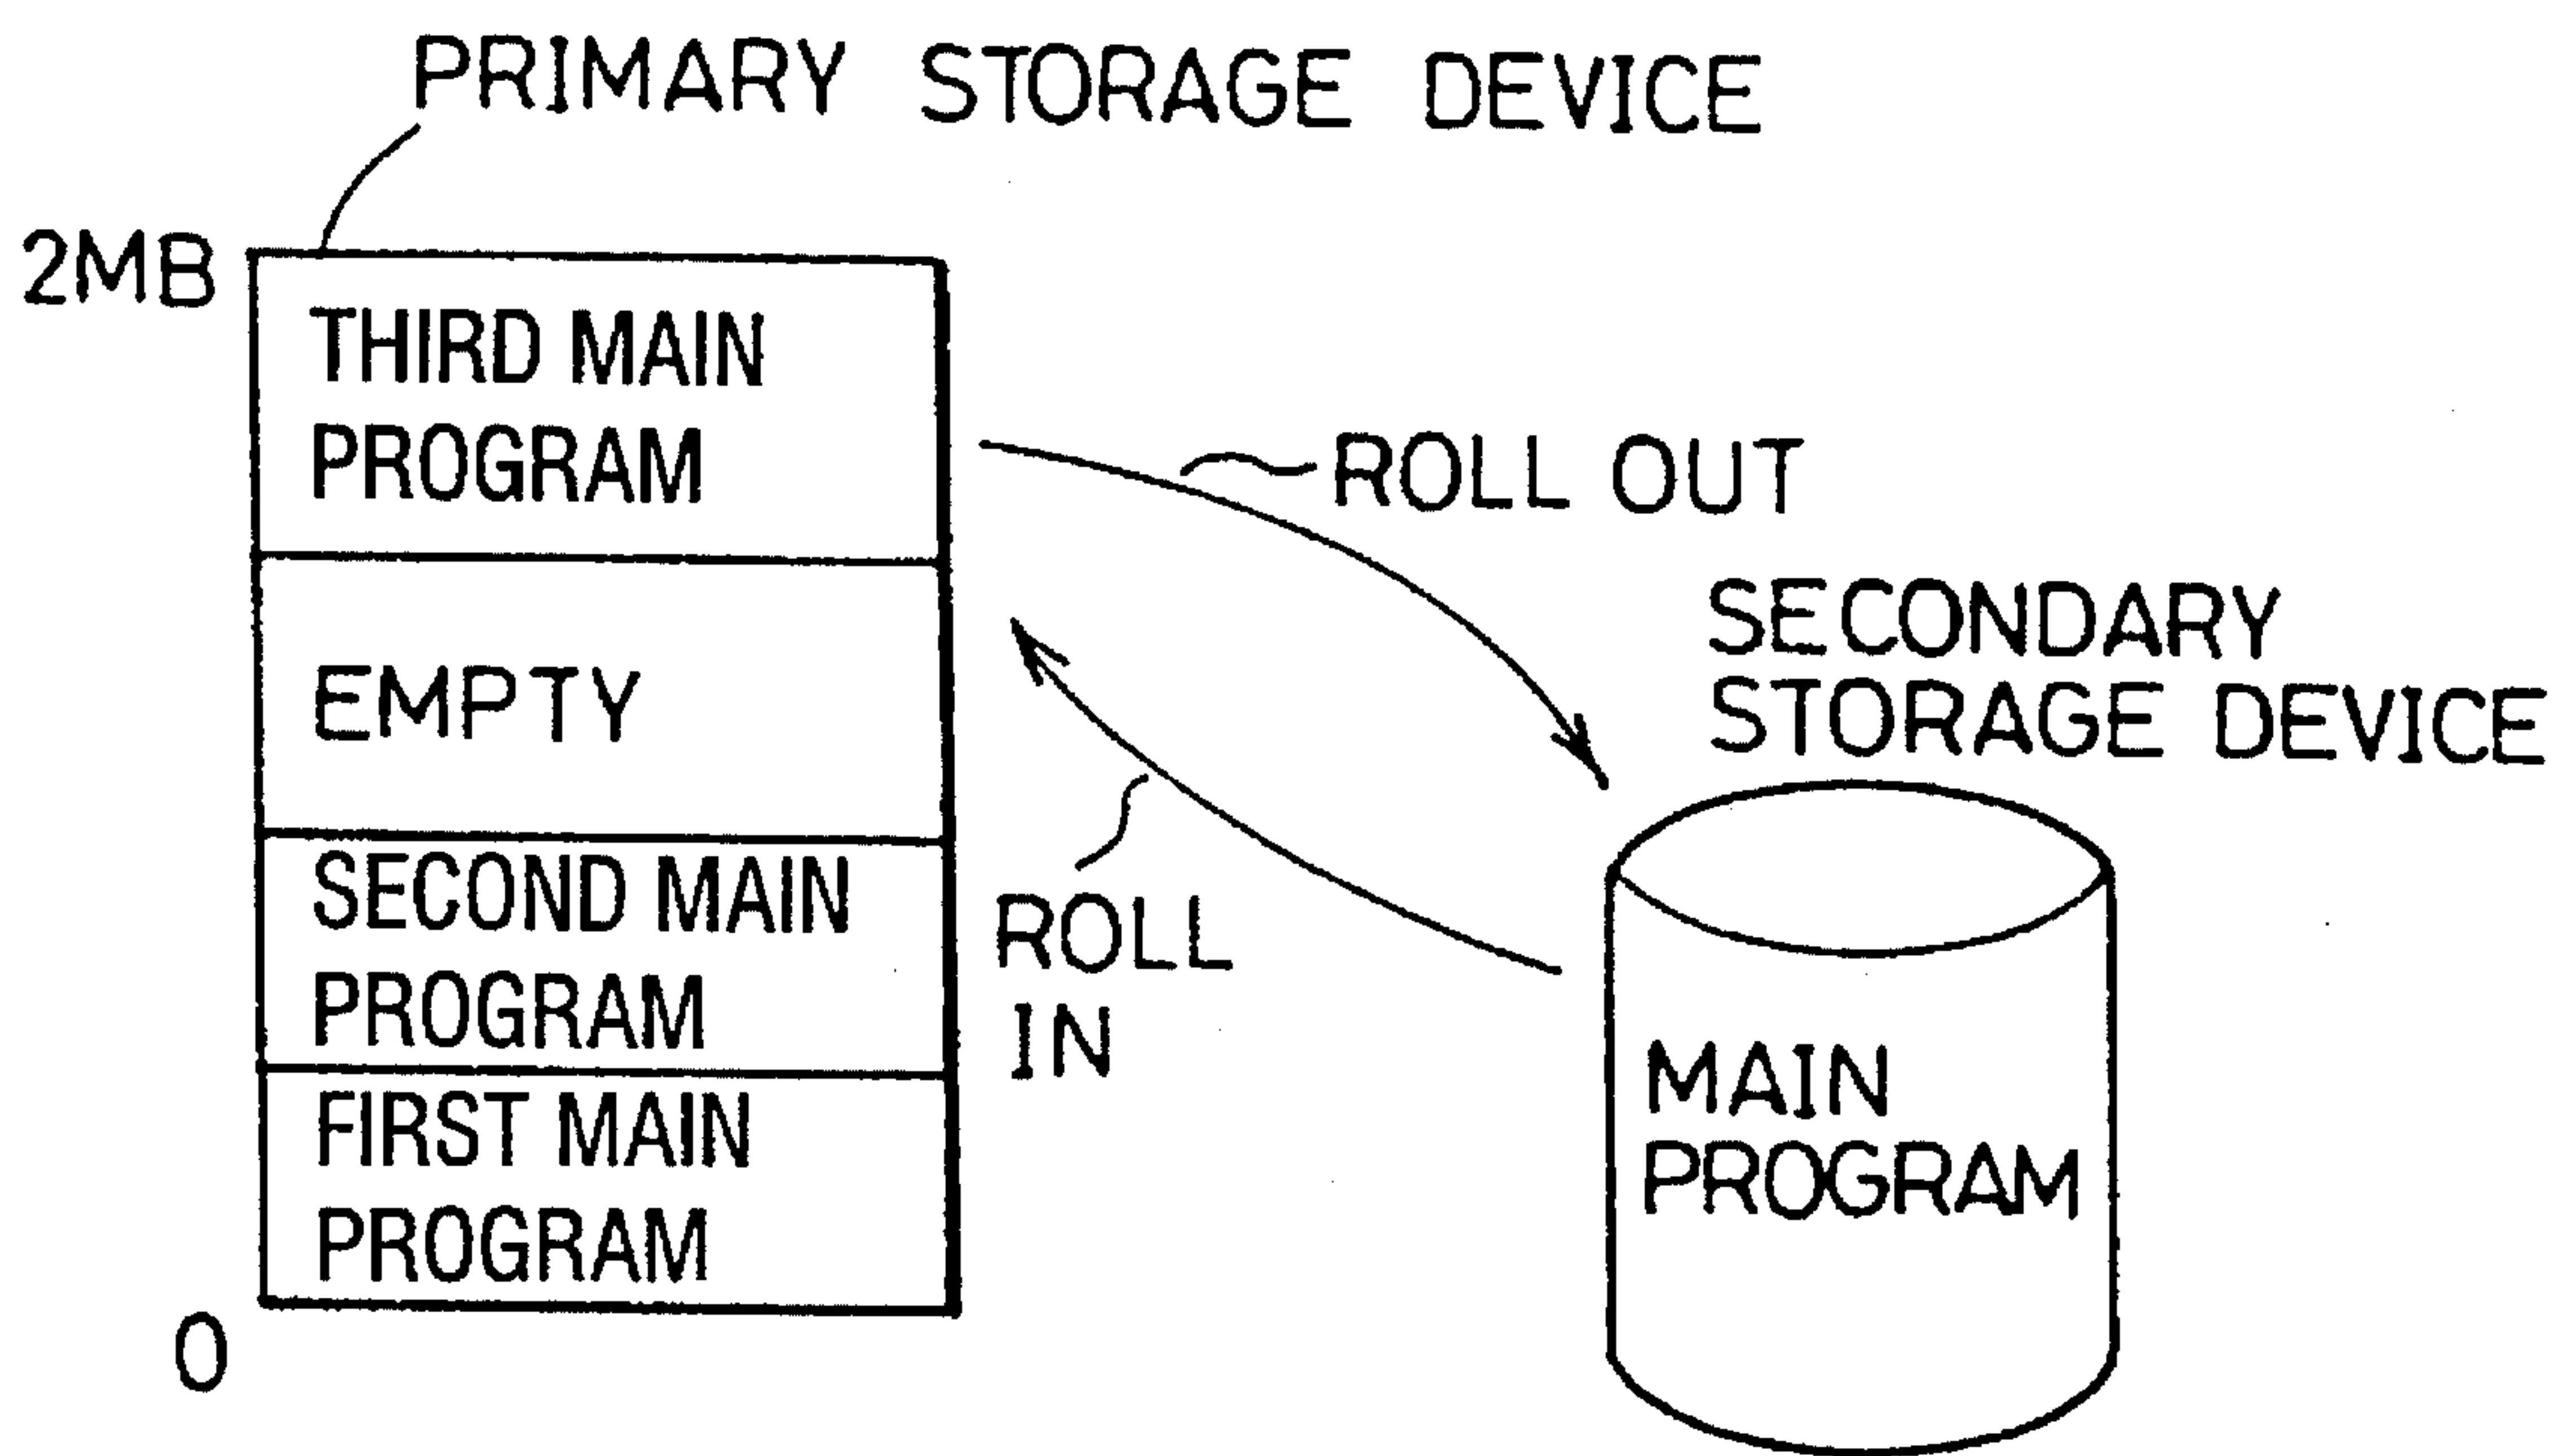 PRIMARY STORAGE DEVICE
2MB
THIRD MAIN
PROGRAM
EMPTY
SECOND MAIN
PROGRAM
FIRST MAIN
PROGRAM
0
ROLL OUT
ROLL
IN
SECONDARY
STORAGE DEVICE
MAIN
PROGRAM